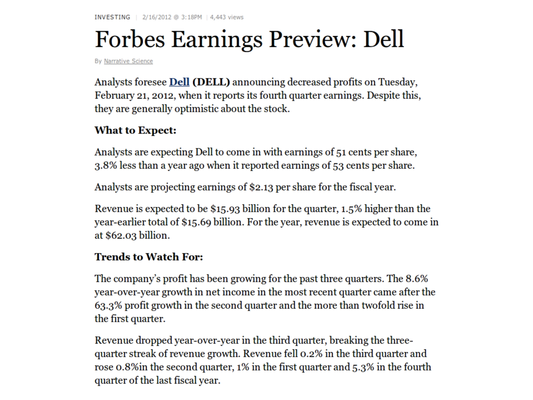 INVESTING | 2/16/2012 @ 3:18PM | 4,443 views
Forbes Earnings Preview: Dell
By Narrative Science
Analysts foresee Dell (DELL) announcing decreased profits on Tuesday,
February 21, 2012, when it reports its fourth quarter earnings. Despite this,
they are generally optimistic about the stock.
What to Expect:
Analysts are expecting Dell to come in with earnings of 51 cents per share,
3.8% less than a year ago when it reported earnings of 53 cents per share.
Analysts are projecting earnings of $2.13 per share for the fiscal year.
Revenue is expected to be $15.93 billion for the quarter, 1.5% higher than the
year-earlier total of $15.69 billion. For the year, revenue is expected to come in
at $62.03 billion.
Trends to Watch For:
The company's profit has been growing for the past three quarters. The 8.6%
year-over-year growth in net income in the most recent quarter came after the
63.3% profit growth in the second quarter and the more than twofold rise in
the first quarter.
Revenue dropped year-over-year in the third quarter, breaking the three-
quarter streak of revenue growth. Revenue fell 0.2% in the third quarter and
rose 0.8%in the second quarter, 1% in the first quarter and 5.3% in the fourth
quarter of the last fiscal year.